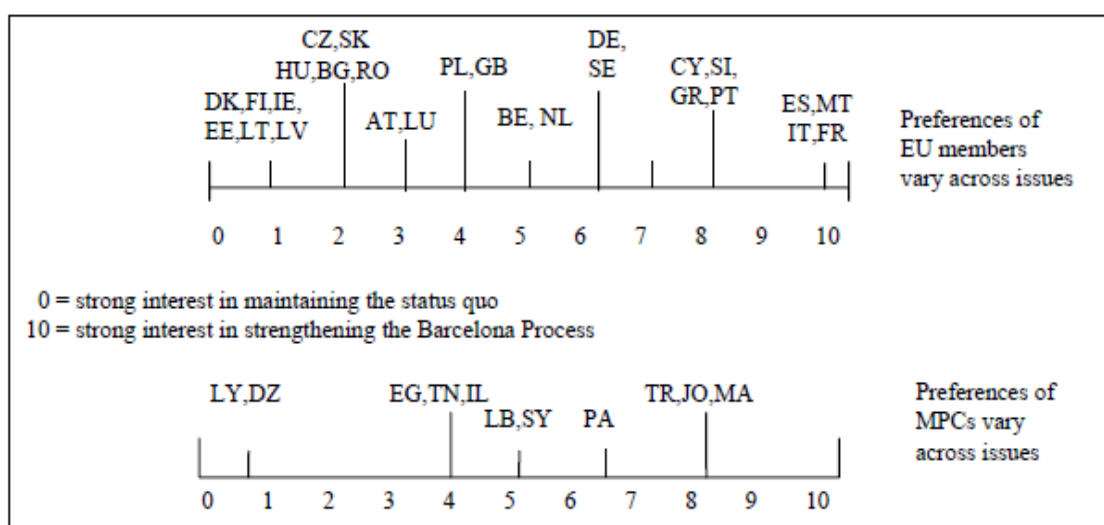 CZ,SK
HU,BG,RO
DK,FI,IE,
EE,LT,LV
AT,LU
PL,GB
BE, NL
DE,
SE
CY,SI,
GR,PT
ES,MT
IT,FR
Preferences of
EU members
vary across issues
0 1 2 3 4 5 6 7 8 9 10
0 = strong interest in maintaining the status quo
10 = strong interest in strengthening the Barcelona Process
LY,DZ
EG,TN,IL
LB,SY
PA
TR,JO,MA
Preferences of
MPCs vary
across issues
0 1 2 3 4 5 6 7 8 9 10